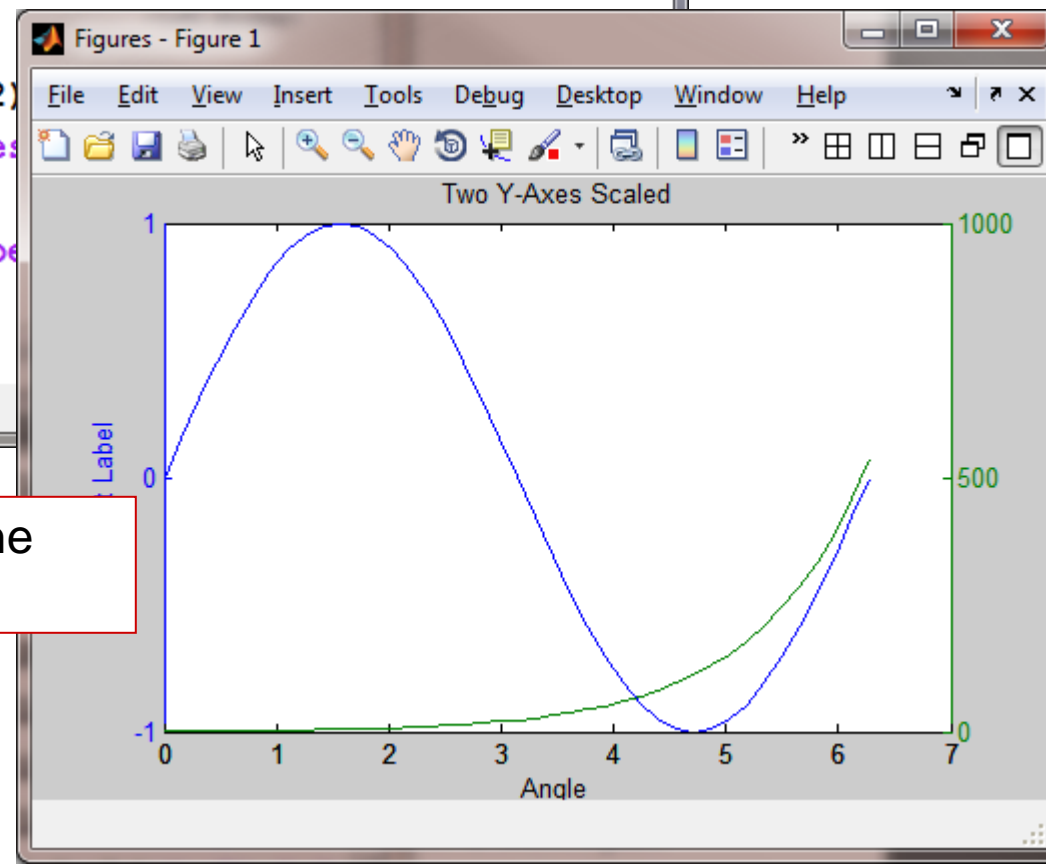 Figures - Figure 1
2)
File Edit View Insert Tools Debug Desktop Window Help
Two Y-Axes Scaled
1
1000
Label
0
500
ne
-1
0
0 1 2 3 4 5 6 7
Angle